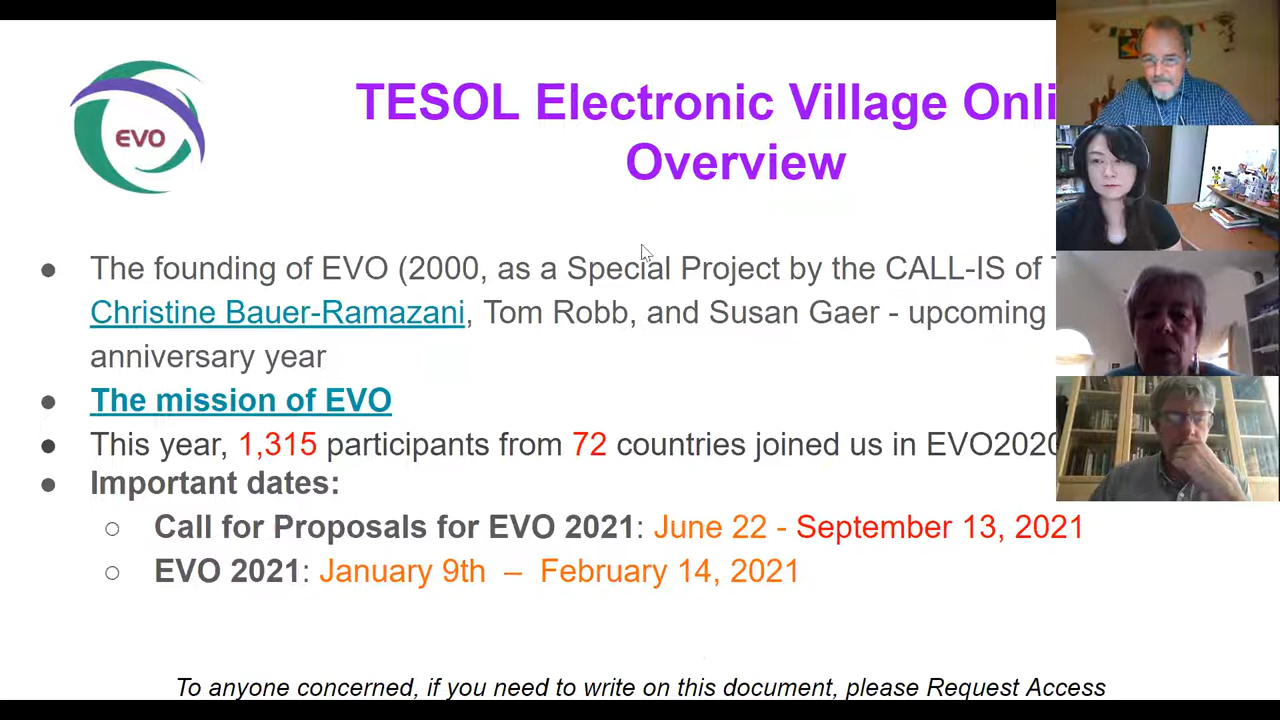 EVO
TESOL Electronic Village Onli
Overview
The founding of EVO (2000, as a Special Project by the CALL-IS of
Christine Bauer-Ramazani, Tom Robb, and Susan Gaer - upcoming
anniversary year
The mission of EVO
This year, 1,315 participants from 72 countries joined us in EVO2020
Important dates:
Call for Proposals for EVO 2021: June 22 - September 13, 2021
EVO 2021: January 9th – February 14, 2021
To anyone concerned, if you need to write on this document, please Request Access